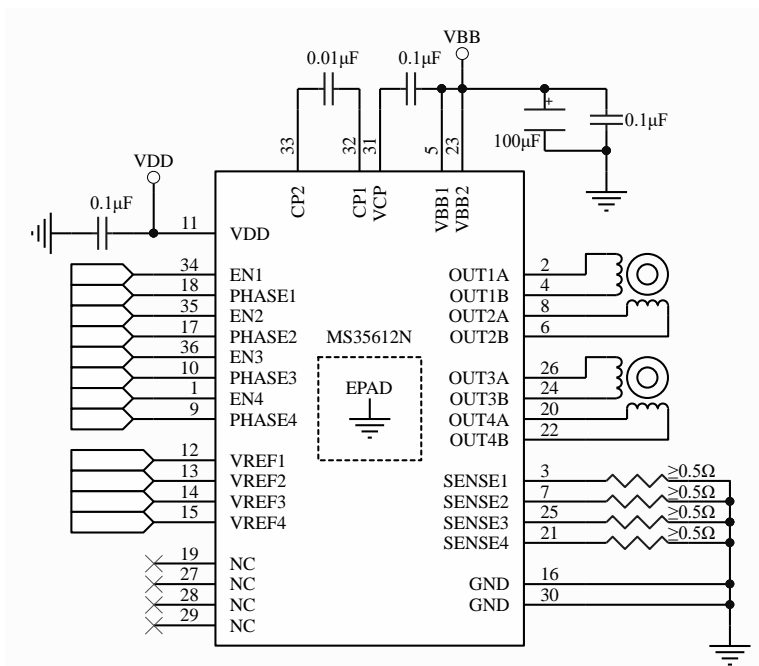 VBB
0.01μF
0.1μF
+
100μF
0.1μF
33
32
31
5
23
VDD
0.1μF
CP2
CP1
VCP
VBB1
VBB2
11
VDD
34
EN1
18
PHASE1
35
EN2
17
PHASE2
36
EN3
10
PHASE3
1
EN4
9
PHASE4
12
VREF1
13
VREF2
14
VREF3
15
VREF4
19
NC
27
NC
28
NC
29
NC
MS35612N
EPAD
OUT1A
2
OUT1B
4
OUT2A
8
OUT2B
6
OUT3A
26
OUT3B
24
OUT4A
20
OUT4B
22
SENSE1
3
≥0.5Ω
SENSE2
7
≥0.5Ω
SENSE3
25
≥0.5Ω
SENSE4
21
≥0.5Ω
GND
16
GND
30